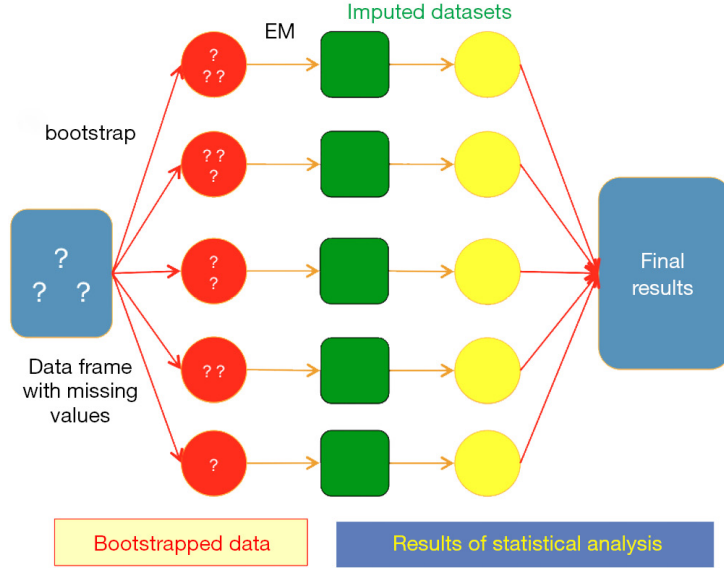 EM
Imputed datasets
?
? ?
bootstrap
? ?
?
?
? ?
?
?
Final
results
Data frame
with missing
values
? ?
?
Bootstrapped data
Results of statistical analysis